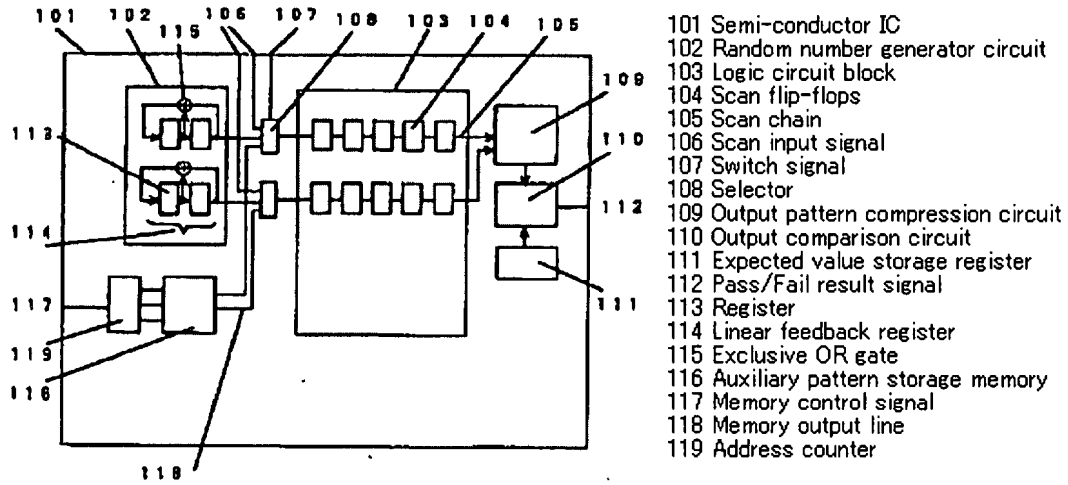 101 102 115 106 107 108 103 104 105
109
110
113
112
114
117
111
119
116
118
101 Semi-conductor IC
102 Random number generator circuit
103 Logic circuit block
104 Scan flip-flops
105 Scan chain
106 Scan input signal
107 Switch signal
108 Selector
109 Output pattern compression circuit
110 Output comparison circuit
111 Expected value storage register
112 Pass/Fail result signal
113 Register
114 Linear feedback register
115 Exclusive OR gate
116 Auxiliary pattern storage memory
117 Memory control signal
118 Memory output line
119 Address counter